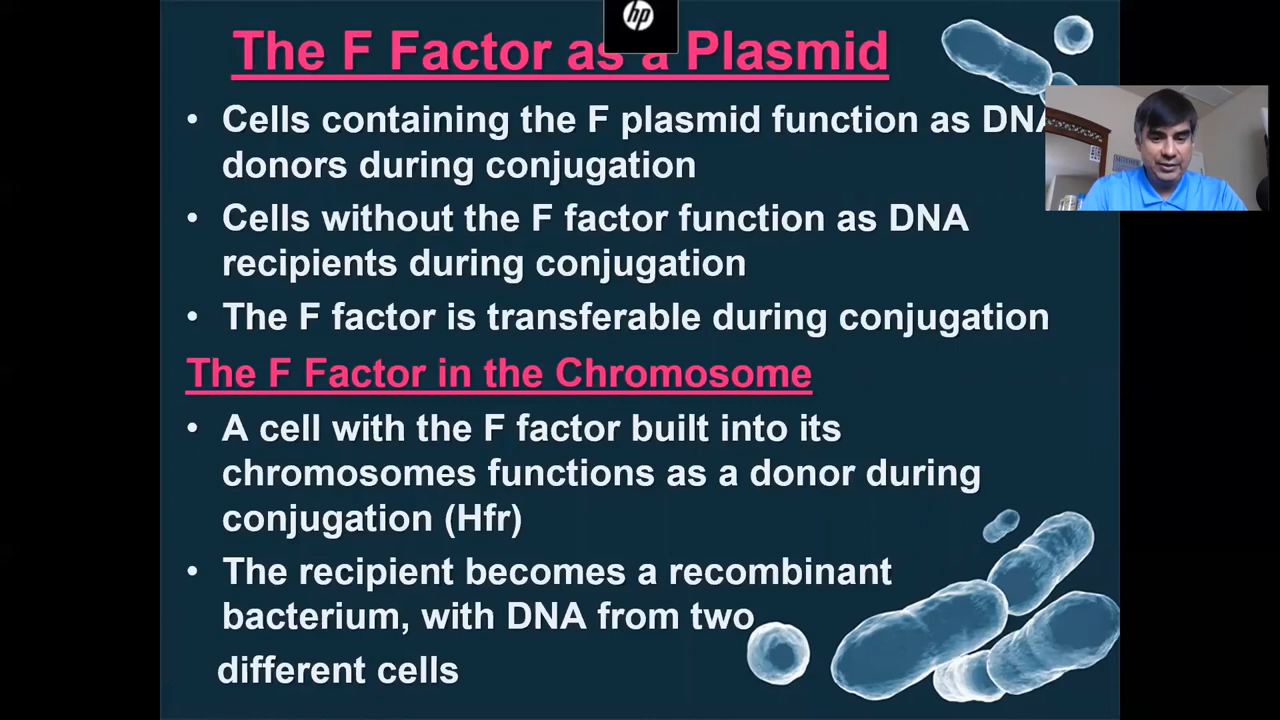 hp
The F Factor as a Plasmid
• Cells containing the F plasmid function as DNA
donors during conjugation
• Cells without the F factor function as DNA
recipients during conjugation
• The F factor is transferable during conjugation
The F Factor in the Chromosome
• A cell with the F factor built into its
chromosomes functions as a donor during
conjugation (Hfr)
• The recipient becomes a recombinant
bacterium, with DNA from two
different cells